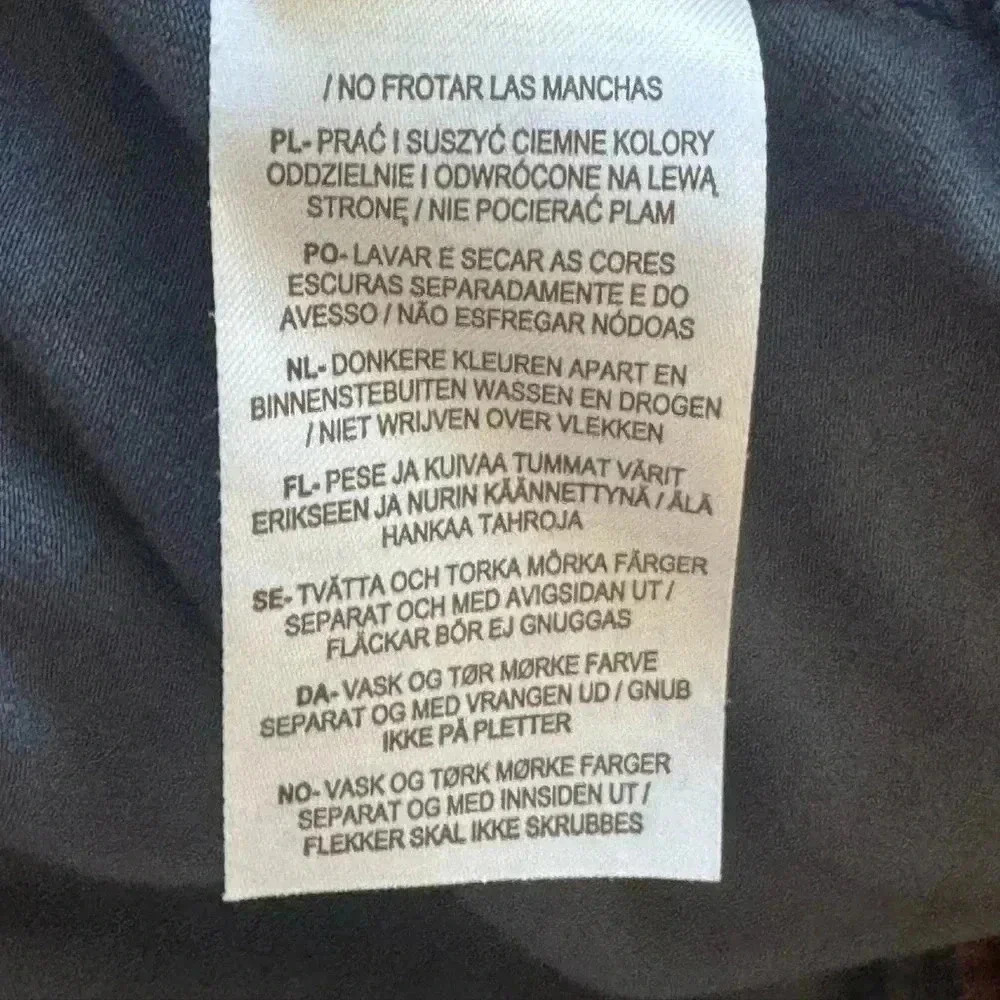 / NO FROTAR LAS MANCHAS
PL- PRAĆ I SUSZYĆ CIEMNE KOLORY
ODDZIELNIE I ODWRÓCONE NA LEWĄ
STRONĘ / NIE POCIERAĆ PLAM
PO- LAVAR E SECAR AS CORES
ESCURAS SEPARADAMENTE E DO
AVESSO / NÃO ESFREGAR NÓDOAS
NL- DONKERE KLEUREN APART EN
BINNENSTEBUITEN WASSEN EN DROGEN
/ NIET WRIJVEN OVER VLEKKEN
FL- PESE JA KUIVAA TUMMAT VÄRIT
ERIKSEEN JA NURIN KÄÄNNETTYNÄ / ÄLÄ
HANKAA TAHROJA
SE- TVÄTTA OCH TORKA MÖRKA FÄRGER
SEPARAT OCH MED AVIGSIDAN UT /
FLÄCKAR BÖR EJ GNUGGAS
DA- VASK OG TØR MØRKE FARVE
SEPARAT OG MED VRANGEN UD / GNUB
IKKE PÅ PLETTER
NO- VASK OG TØRK MØRKE FARGER
SEPARAT OG MED INNSIDEN UT /
FLEKKER SKAL IKKE SKRUBBES